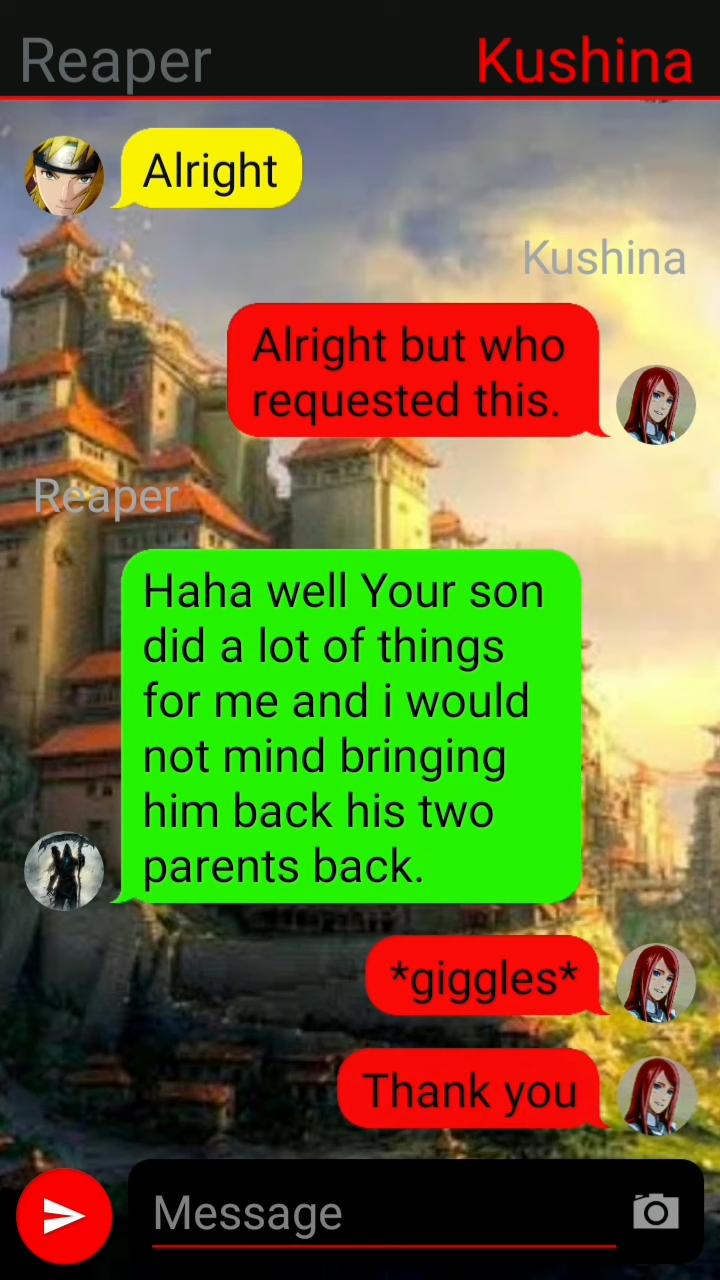 Reaper
Kushina
Alright
Kushina
Alright but who
requested this.
Reaper
Haha well Your son
did a lot of things
for me and i would
not mind bringing
him back his two
parents back.
*giggles*
Thank you
Message